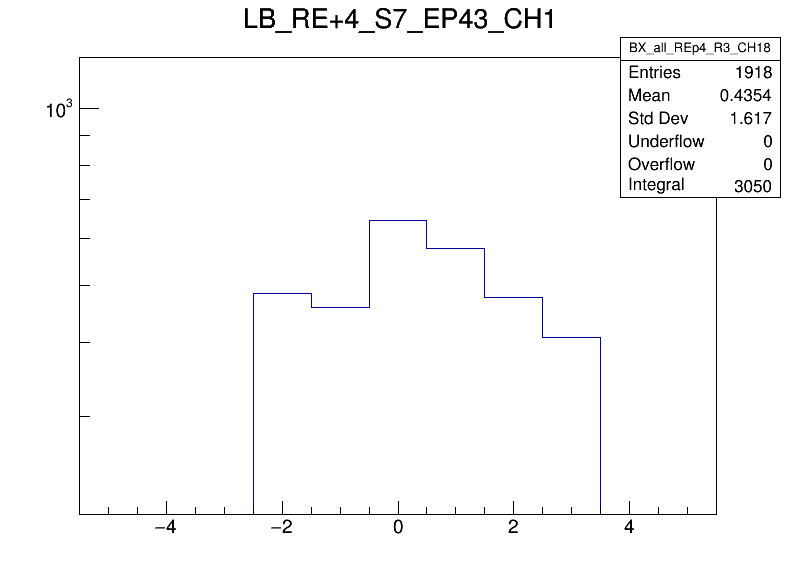 LB_RE+4_S7_EP43_CH1
BX_all_REp4_R3_CH18
Entries 1918
Mean 0.4354
Std Dev 1.617
Underflow 0
Overflow 0
Integral 3050
10³
−4 −2 0 2 4